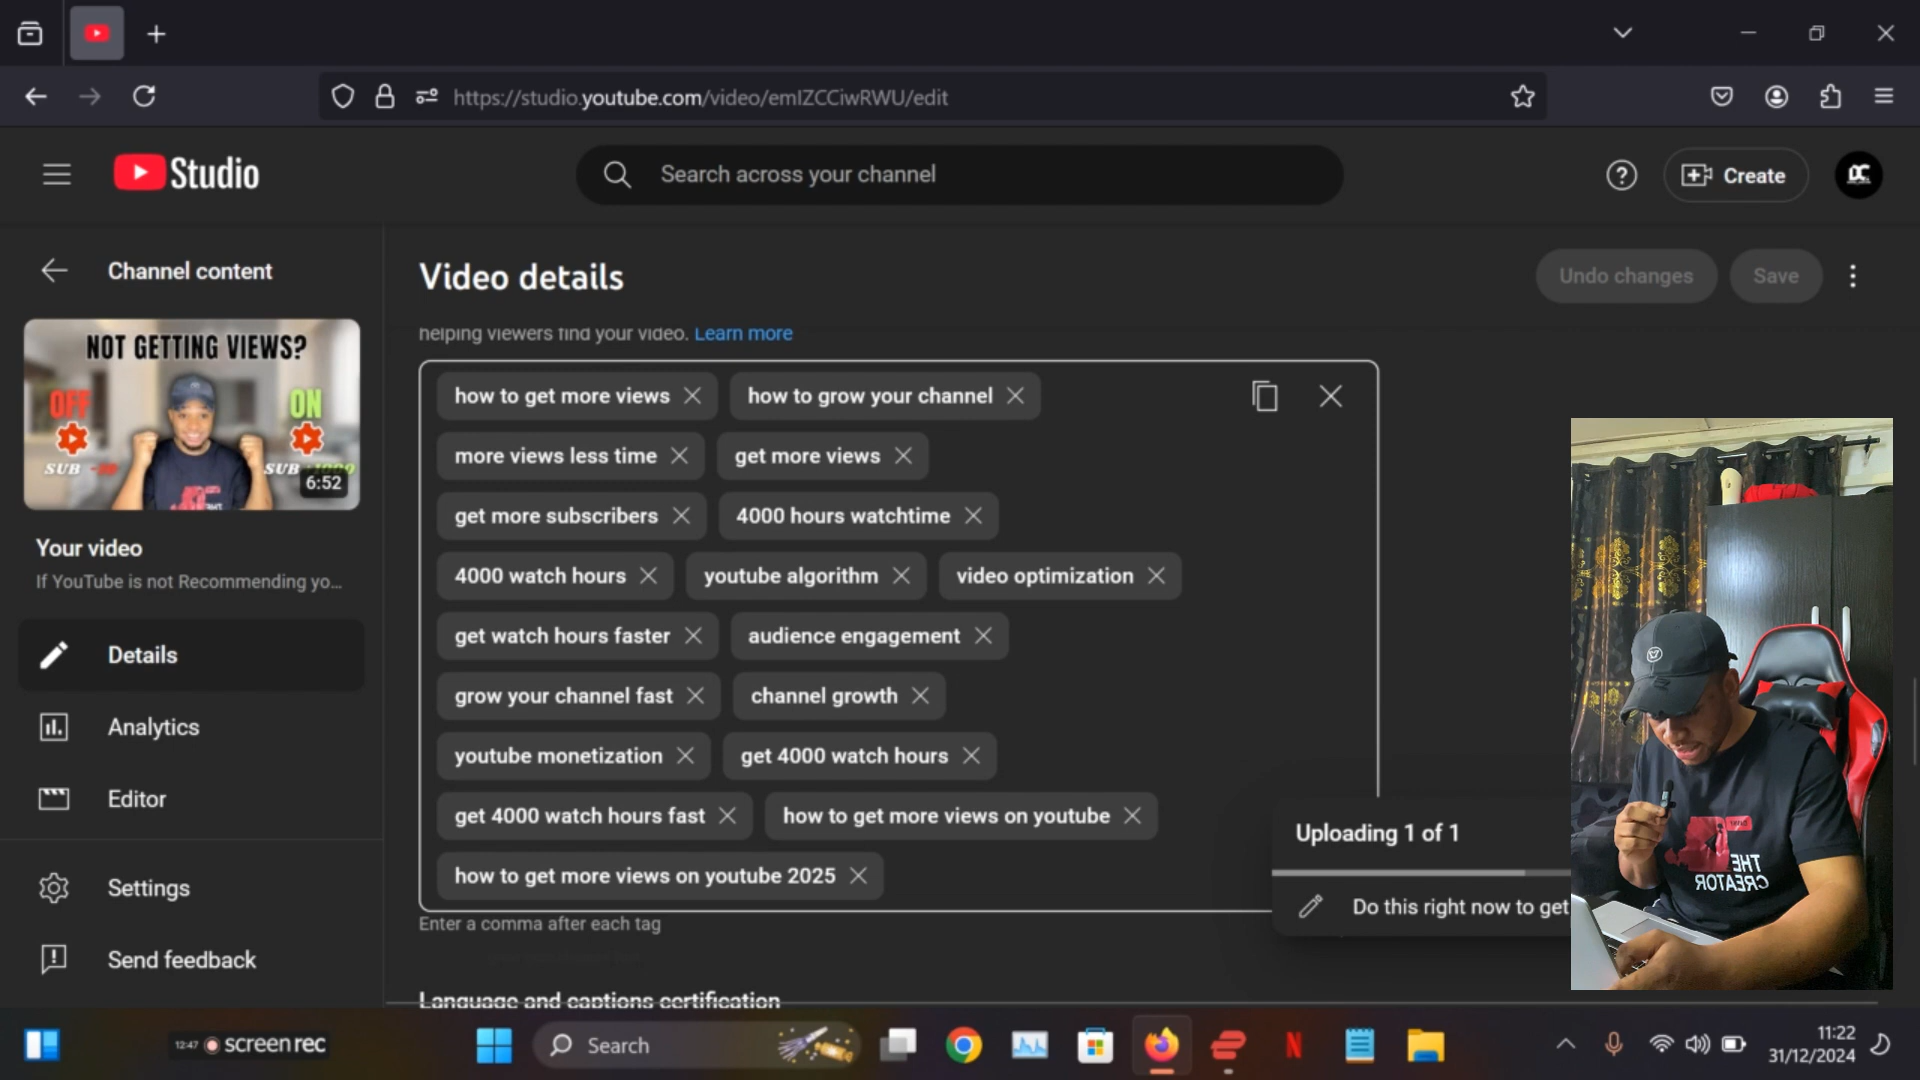 https://studio.youtube.com/video/emIZCCiwRWU/edit
Studio
Search across your channel
Create
Channel content
Video details
Undo changes
Save
NOT GETTING VIEWS?
OFF
ON
SUB
SUB +1000
6:52
helping viewers find your video. Learn more
how to get more views
how to grow your channel
more views less time
get more views
get more subscribers
4000 hours watchtime
4000 watch hours
youtube algorithm
video optimization
get watch hours faster
audience engagement
grow your channel fast
channel growth
youtube monetization
get 4000 watch hours
get 4000 watch hours fast
how to get more views on youtube
how to get more views on youtube 2025
Enter a comma after each tag
Language and captions certification
Your video
If YouTube is not Recommending yo...
Details
Analytics
Editor
Settings
Send feedback
Uploading 1 of 1
Do this right now to get
THE
CREATOR
12:47
screen rec
Search
11:22
31/12/2024